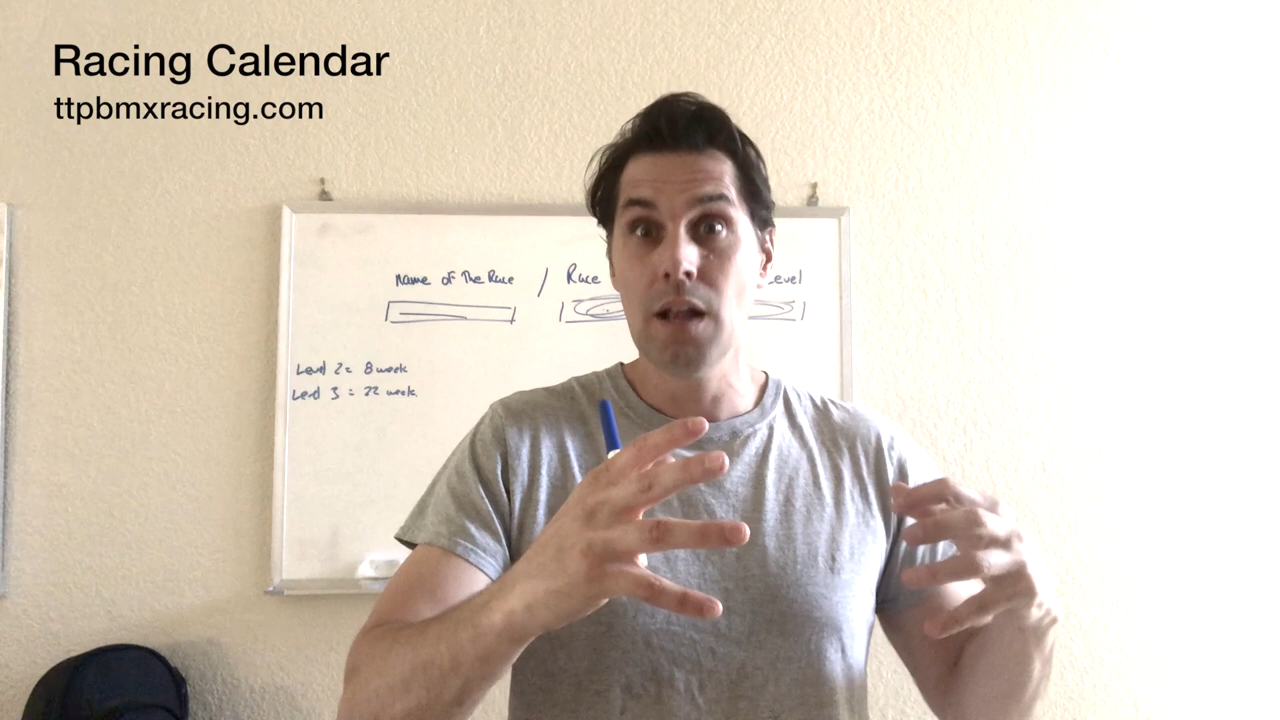 Racing Calendar
ttpbmxracing.com
Name of The Race / Race Level
Level 2 = 8 week
Level 3 = 22 week